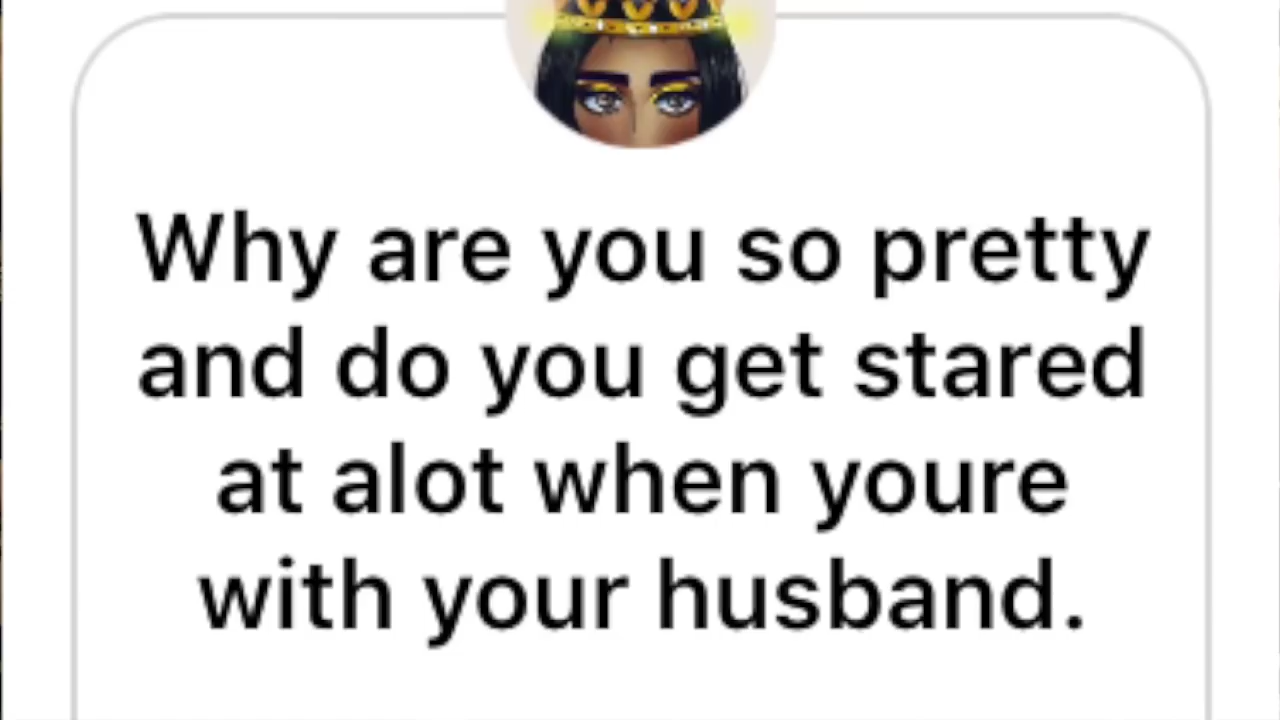 Why are you so pretty
and do you get stared
at alot when youre
with your husband.